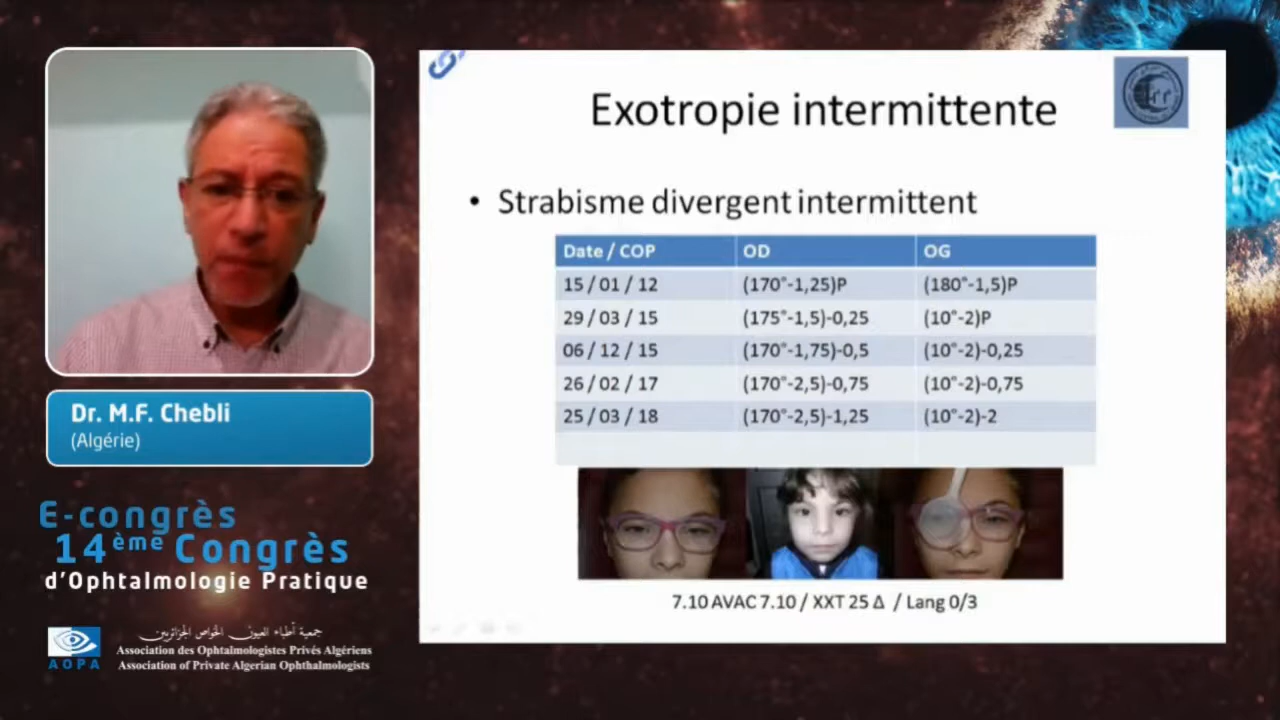 Exotropie intermittente
• Strabisme divergent intermittent
Date / COP OD OG
15 / 01 / 12 (170°-1,25)P (180°-1,5)P
29 / 03 / 15 (175°-1,5)-0,25 (10°-2)P
06 / 12 / 15 (170°-1,75)-0,5 (10°-2)-0,25
26 / 02 / 17 (170°-2,5)-0,75 (10°-2)-0,75
25 / 03 / 18 (170°-2,5)-1,25 (10°-2)-2
7.10 AVAC 7.10 / XXT 25 Δ / Lang 0/3
Dr. M.F. Chebli
(Algérie)
E-congrès
14ème Congrès
d'Ophtalmologie Pratique
جمعية أطباء العيون الخواص الجزائريين
Association des Ophtalmologistes Privés Algériens
Association of Private Algerian Ophthalmologists
AOPA